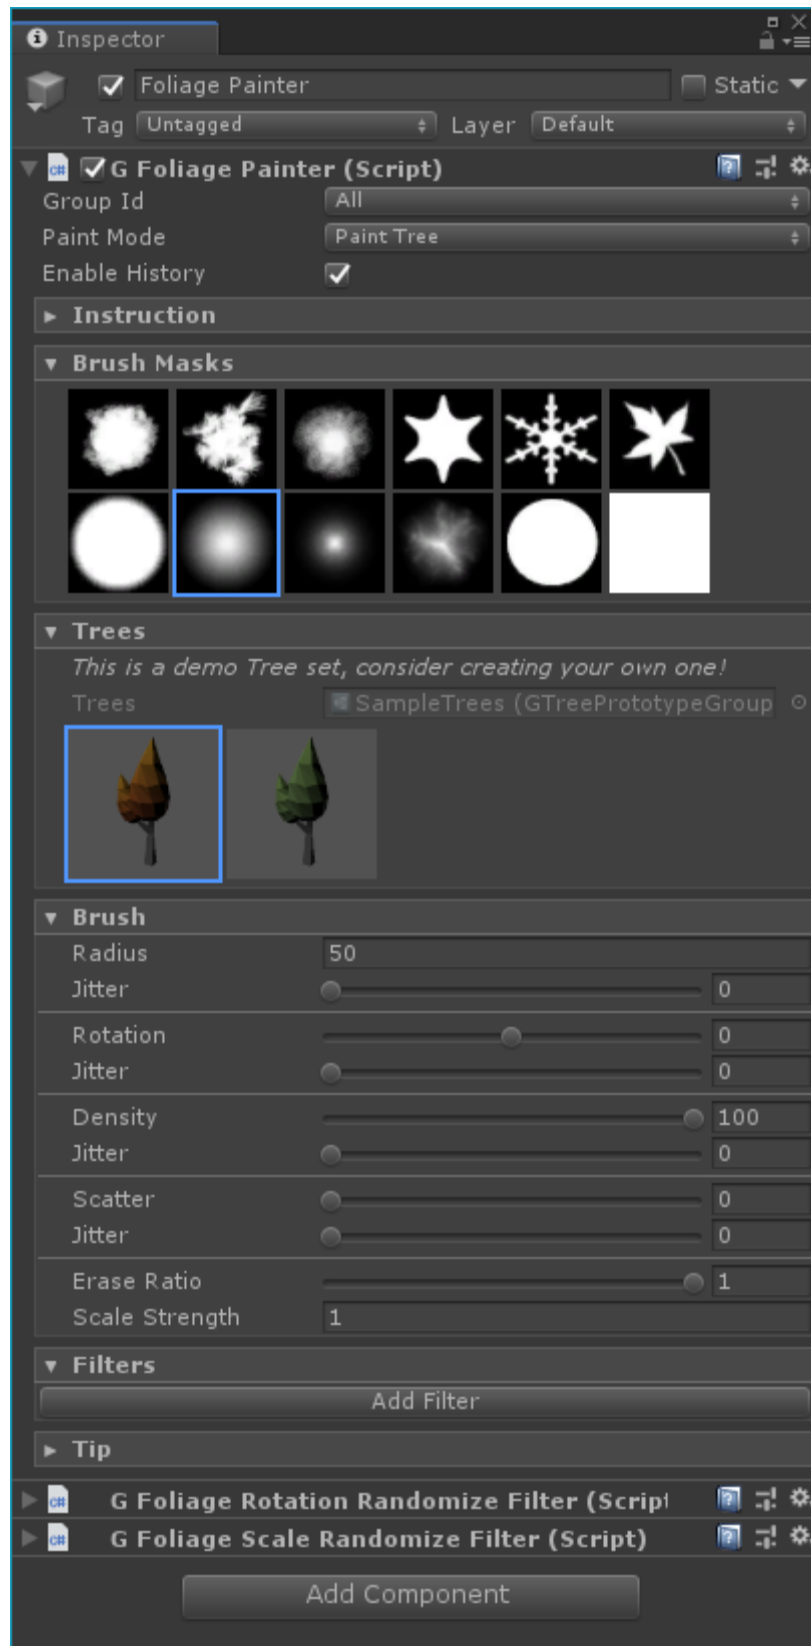 Inspector
Foliage Painter Static
Tag Untagged Layer Default
G Foliage Painter (Script)
Group Id All
Paint Mode Paint Tree
Enable History
Instruction
Brush Masks
Trees
This is a demo Tree set, consider creating your own one!
Trees SampleTrees (GTreePrototypeGroup
Brush
Radius 50
Jitter 0
Rotation 0
Jitter 0
Density 100
Jitter 0
Scatter 0
Jitter 0
Erase Ratio 1
Scale Strength 1
Filters
Add Filter
Tip
C# G Foliage Rotation Randomize Filter (Script
C# G Foliage Scale Randomize Filter (Script)
Add Component